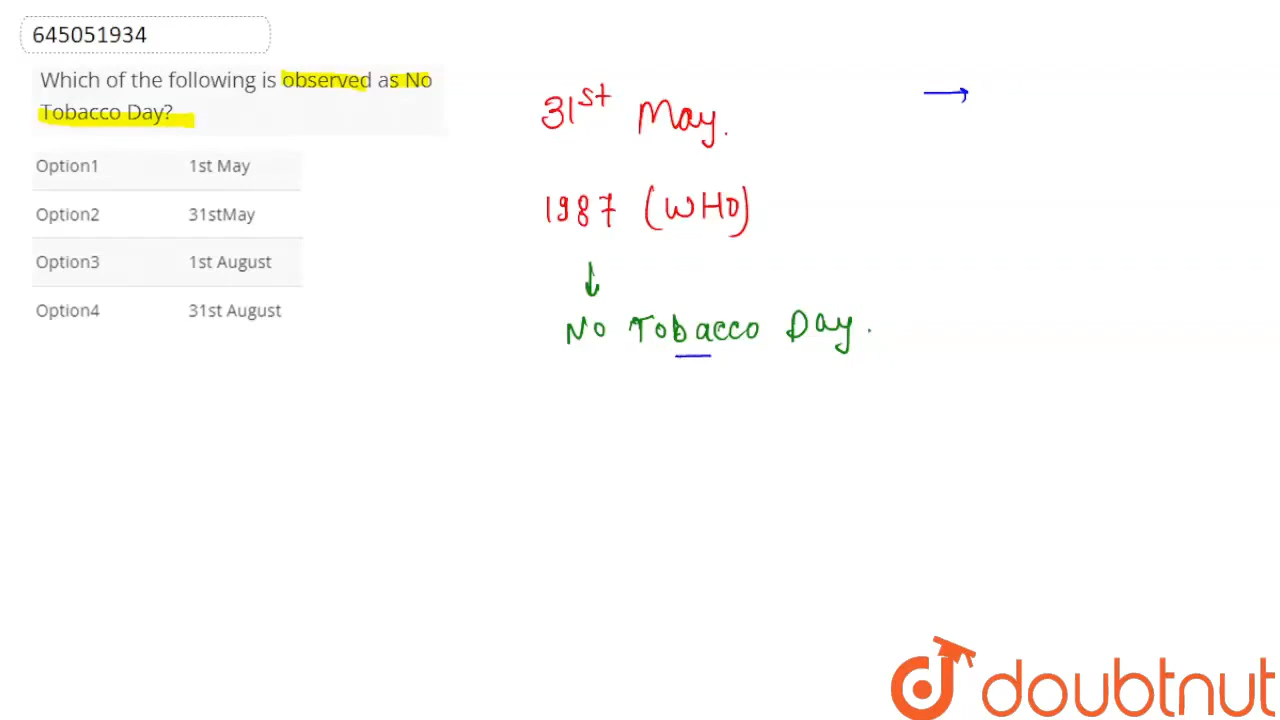 645051934
Which of the following is observed as No
Tobacco Day?
Option1 1st May
Option2 31stMay
Option3 1st August
Option4 31st August
31st May.
1987 (WHO)
No Tobacco Day.
doubtnut